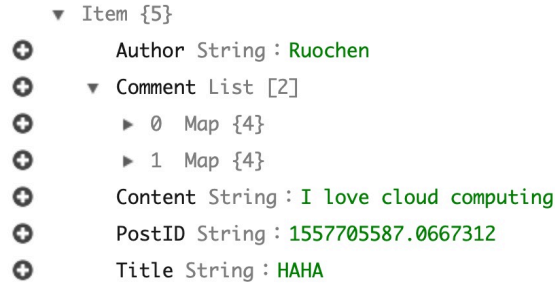 Item {5}
Author String : Ruochen
Comment List [2]
0 Map {4}
1 Map {4}
Content String : I love cloud computing
PostID String : 1557705587.0667312
Title String : HAHA